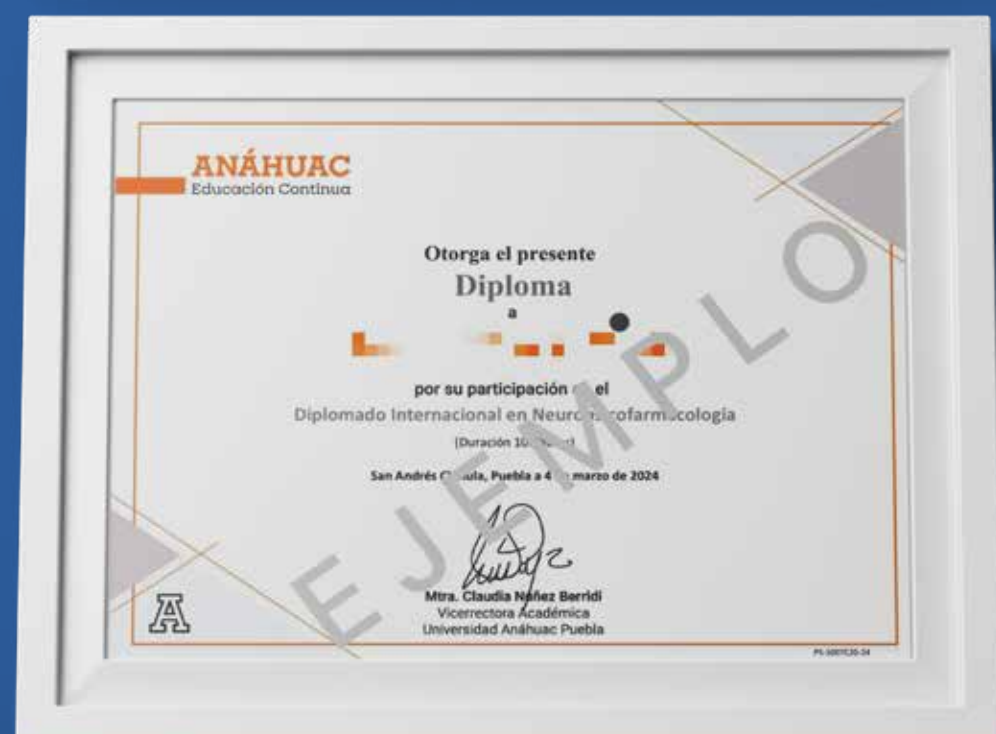 ANÁHUAC
Educación Continua
Otorga el presente
Diploma
a
por su participación el
Diplomado Internacional en
(Duración
San Andrés Puebla a 4 marzo de 2024
Mtra. Claudia Núñez Berridi
Vicerrectora Académica
Universidad Anáhuac Puebla
A
EJEMPLO